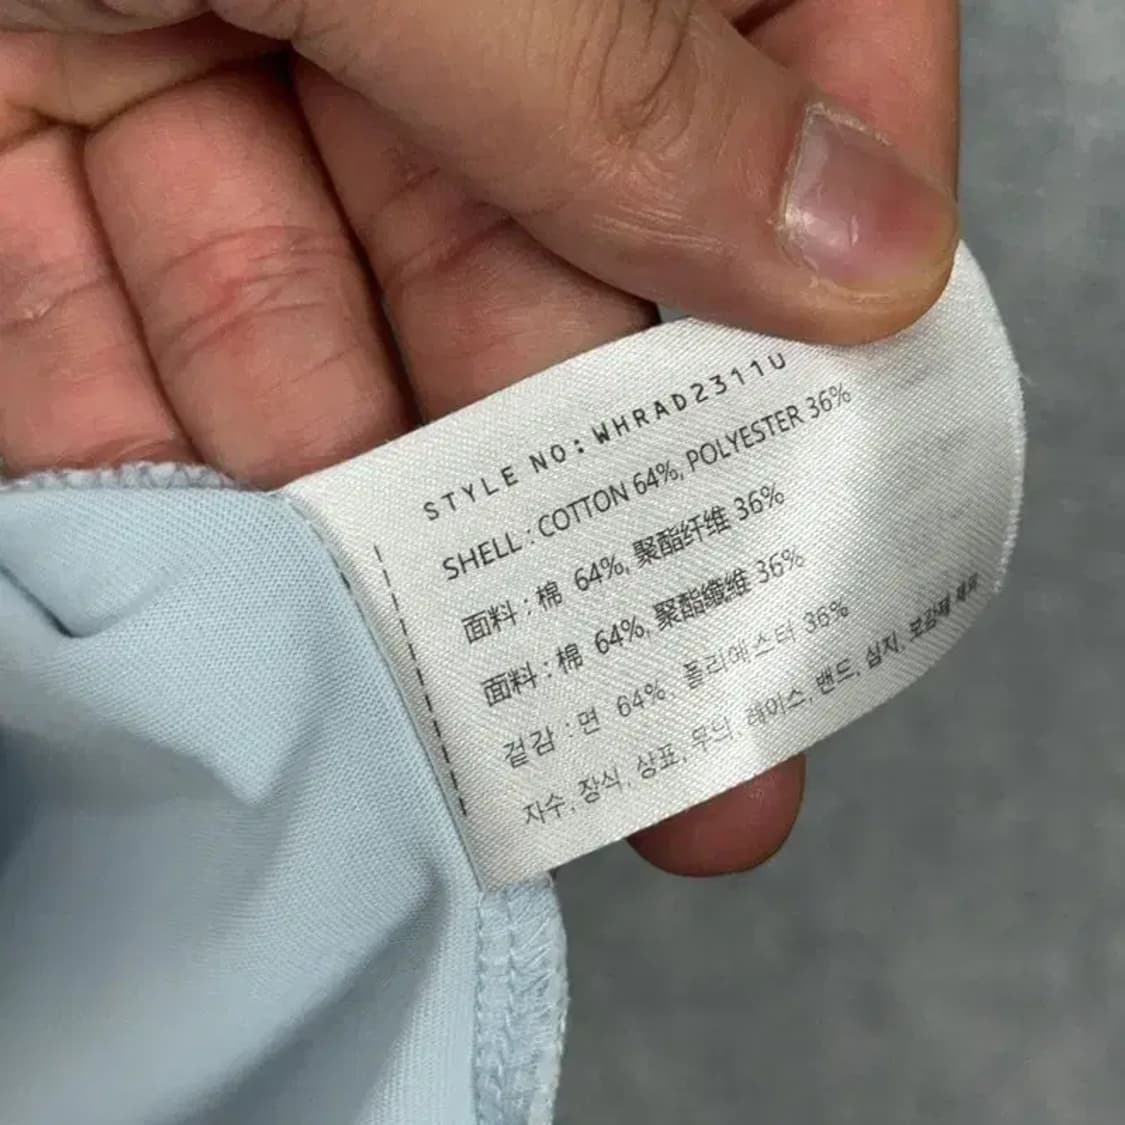 STYLE NO:WHRAD2311U
SHELL : COTTON 64%, POLYESTER 36%
面料 : 棉 64%, 聚酯纤维 36%
面料 : 棉 64%, 聚酯纖維 36%
겉감 : 면 64%, 폴리에스터 36%
자수, 장식, 상표, 무늬 레이스, 밴드, 심지, 보강재 제외